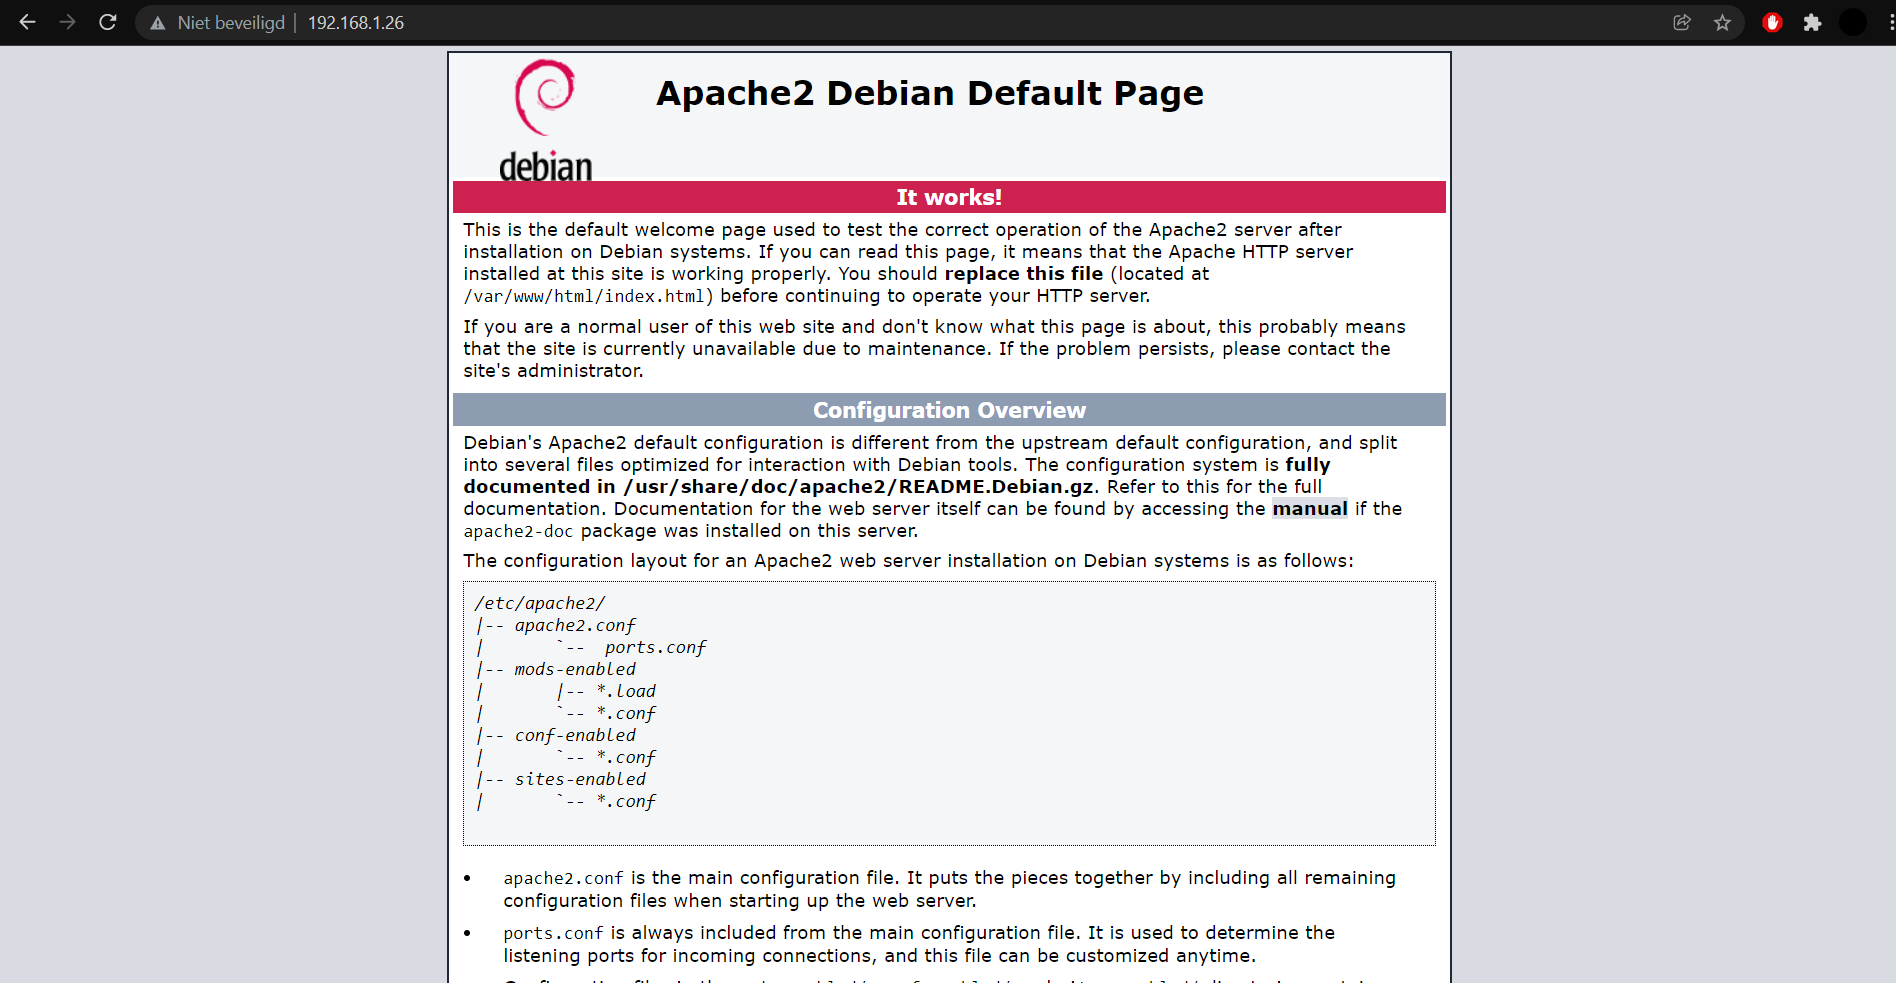 Niet beveiligd | 192.168.1.26
debian
Apache2 Debian Default Page
It works!
This is the default welcome page used to test the correct operation of the Apache2 server after
installation on Debian systems. If you can read this page, it means that the Apache HTTP server
installed at this site is working properly. You should replace this file (located at
/var/www/html/index.html) before continuing to operate your HTTP server.
If you are a normal user of this web site and don't know what this page is about, this probably means
that the site is currently unavailable due to maintenance. If the problem persists, please contact the
site's administrator.
Configuration Overview
Debian's Apache2 default configuration is different from the upstream default configuration, and split
into several files optimized for interaction with Debian tools. The configuration system is fully
documented in /usr/share/doc/apache2/README.Debian.gz. Refer to this for the full
documentation. Documentation for the web server itself can be found by accessing the manual if the
apache2-doc package was installed on this server.
The configuration layout for an Apache2 web server installation on Debian systems is as follows:
/etc/apache2/
|-- apache2.conf
|       `--  ports.conf
|-- mods-enabled
|       |-- *.load
|       `-- *.conf
|-- conf-enabled
|       `-- *.conf
|-- sites-enabled
|       `-- *.conf
• apache2.conf is the main configuration file. It puts the pieces together by including all remaining
configuration files when starting up the web server.
• ports.conf is always included from the main configuration file. It is used to determine the
listening ports for incoming connections, and this file can be customized anytime.